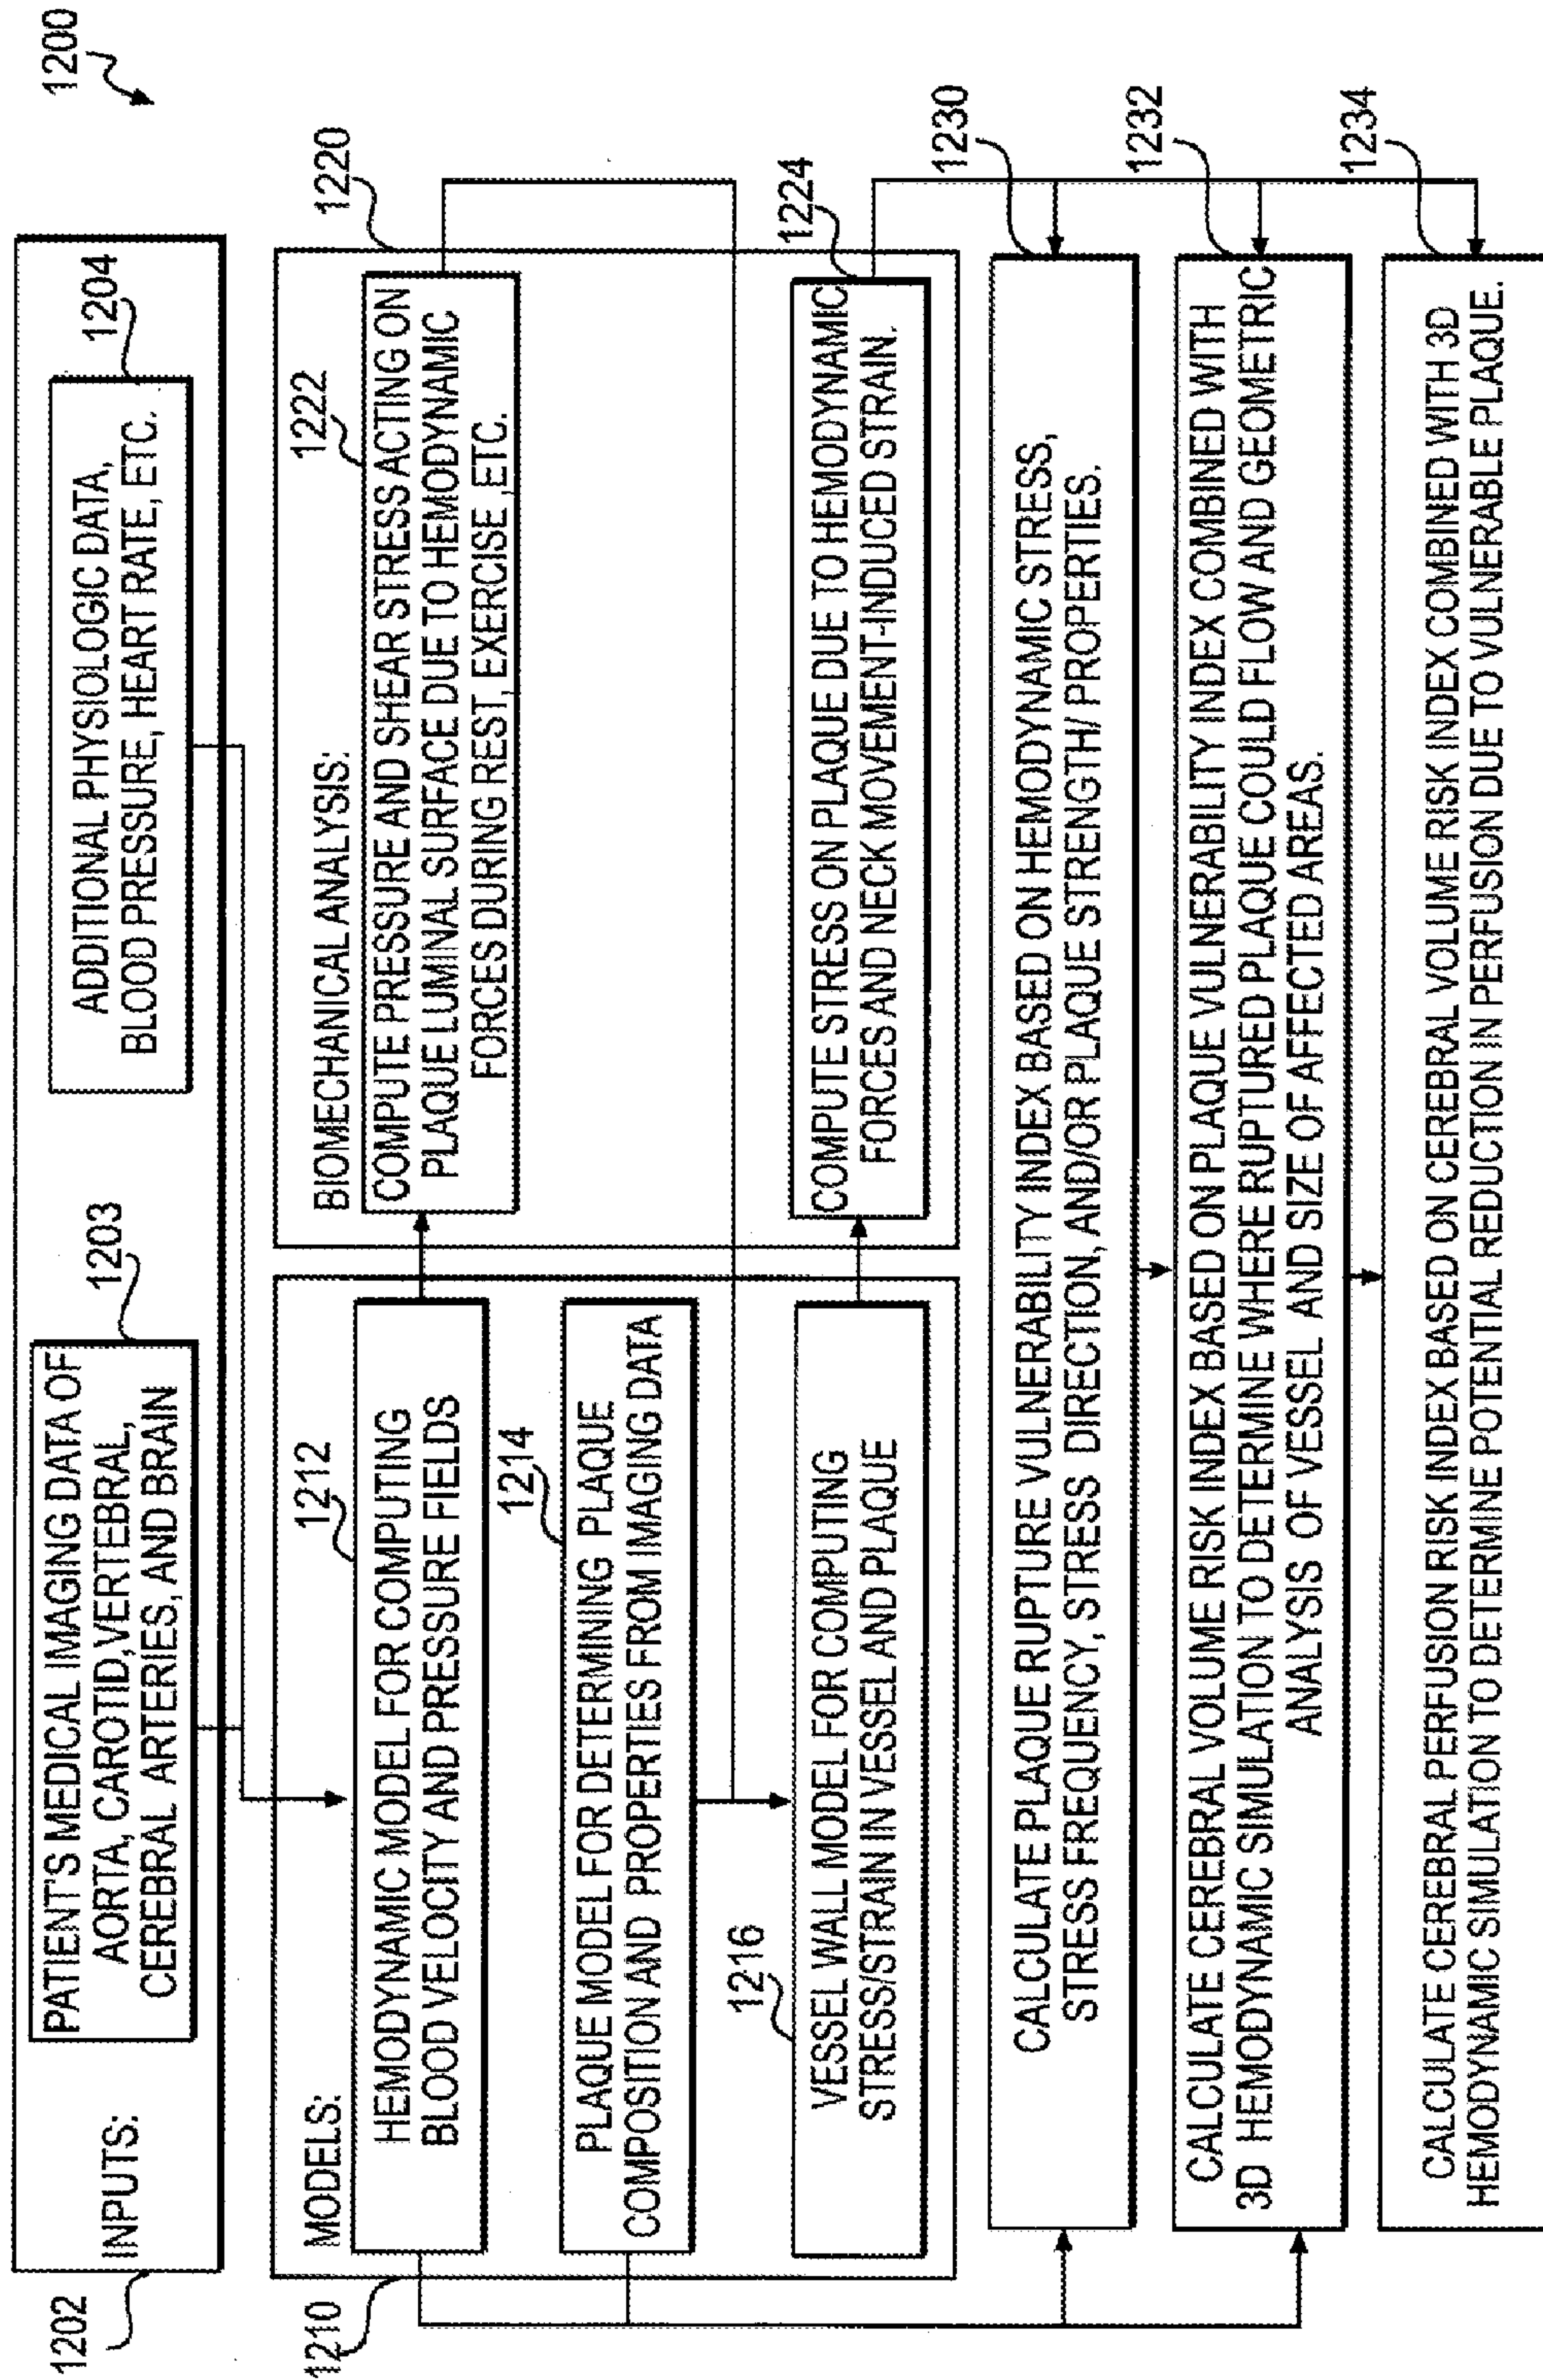 1200
1202
INPUTS:
PATIENT'S MEDICAL IMAGING DATA OF
AORTA, CAROTID, VERTEBRAL,
CEREBRAL ARTERIES, AND BRAIN
1203
ADDITIONAL PHYSIOLOGIC DATA,
BLOOD PRESSURE, HEART RATE, ETC.
1204
1210
MODELS:
1212
HEMODYNAMIC MODEL FOR COMPUTING
BLOOD VELOCITY AND PRESSURE FIELDS
1214
PLAQUE MODEL FOR DETERMINING PLAQUE
COMPOSITION AND PROPERTIES FROM IMAGING DATA
1216
VESSEL WALL MODEL FOR COMPUTING
STRESS/STRAIN IN VESSEL AND PLAQUE
1220
BIOMECHANICAL ANALYSIS:
1222
COMPUTE PRESSURE AND SHEAR STRESS ACTING ON
PLAQUE LUMINAL SURFACE DUE TO HEMODYNAMIC
FORCES DURING REST, EXERCISE ,ETC.
1224
COMPUTE STRESS ON PLAQUE DUE TO HEMODYNAMIC
FORCES AND NECK MOVEMENT-INDUCED STRAIN.
1230
CALCULATE PLAQUE RUPTURE VULNERABILITY INDEX BASED ON HEMODYNAMIC STRESS,
STRESS FREQUENCY, STRESS DIRECTION, AND/OR PLAQUE STRENGTH/ PROPERTIES.
1232
CALCULATE CEREBRAL VOLUME RISK INDEX BASED ON PLAQUE VULNERABILITY INDEX COMBINED WITH
3D HEMODYNAMIC SIMULATION TO DETERMINE WHERE RUPTURED PLAQUE COULD FLOW AND GEOMETRIC
ANALYSIS OF VESSEL AND SIZE OF AFFECTED AREAS.
1234
CALCULATE CEREBRAL PERFUSION RISK INDEX BASED ON CEREBRAL VOLUME RISK INDEX COMBINED WITH 3D
HEMODYNAMIC SIMULATION TO DETERMINE POTENTIAL REDUCTION IN PERFUSION DUE TO VULNERABLE PLAQUE.